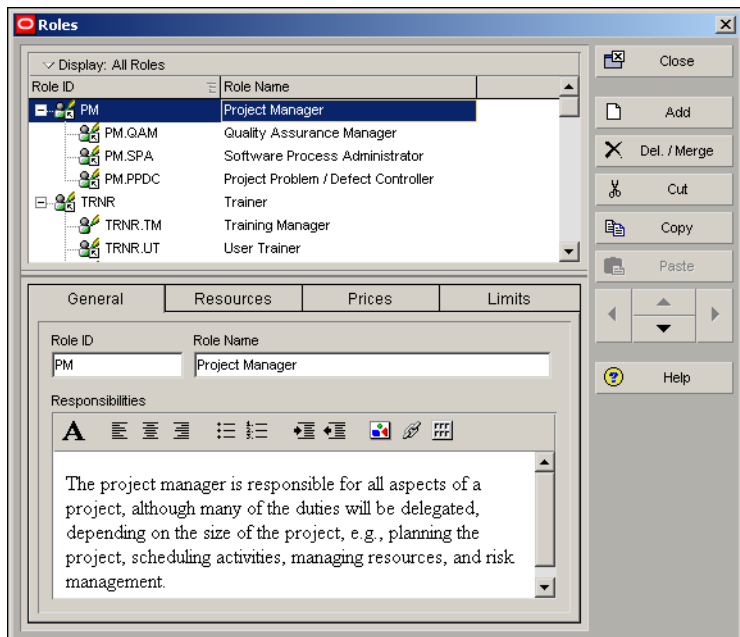 Roles
Display: All Roles
Role ID Role Name
PM Project Manager
PM.QAM Quality Assurance Manager
PM.SPA Software Process Administrator
PM.PPDC Project Problem / Defect Controller
TRNR Trainer
TRNR.TM Training Manager
TRNR.UT User Trainer
Close
Add
Del. / Merge
Cut
Copy
Paste
Help
General Resources Prices Limits
Role ID Role Name
PM Project Manager
Responsibilities
A
The project manager is responsible for all aspects of a
project, although many of the duties will be delegated,
depending on the size of the project, e.g., planning the
project, scheduling activities, managing resources, and risk
management.